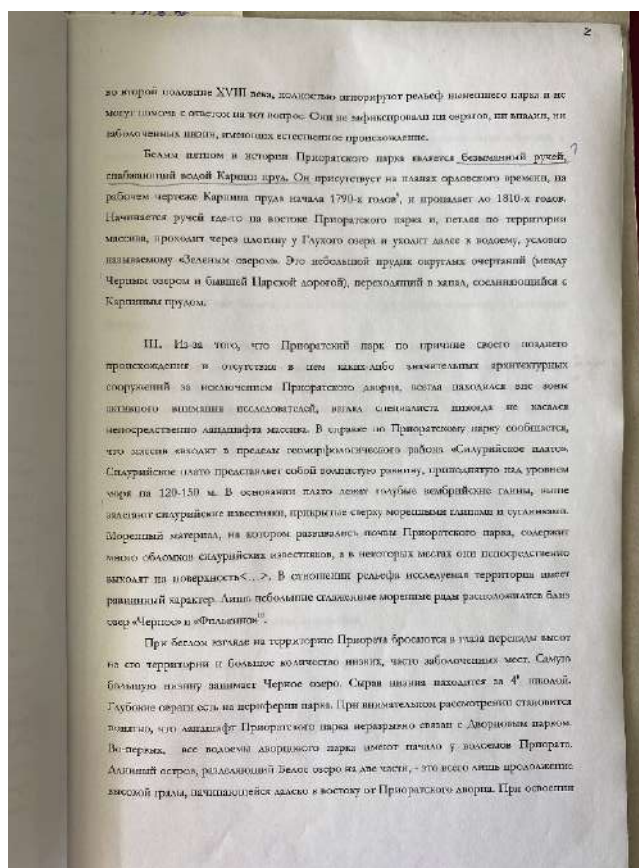 2
во второй половине XVIII века, полностью игнорируют рельеф нынешнего парка и не
могут помочь с ответом на тот вопрос. Они не зафиксировали ни оврагов, ни впадин, ни
заболоченных низин, имеющих естественное происхождение.
Белым пятном в истории Приоратского парка является безымянный ручей, ?
снабжающий водой Карпин пруд. Он присутствует на планах орловского времени, на
рабочем чертеже Карпина пруда начала 1790-х годов, и пропадает до 1810-х годов.
Начинается ручей где-то на востоке Приоратского парка и, петляя по территории
массива, проходит через плотину у Глухого озера и уходит далее к водоему, условно
называемому «Зеленым озером». Это небольшой прудик округлых очертаний (между
Черным озером и бывшей Царской дорогой), переходящий в канал, соединяющийся с
Карпиным прудом.
III. Из-за того, что Приоратский парк по причине своего позднего
происхождения и отсутствия в нем каких-либо значительных архитектурных
сооружений за исключением Приоратского дворца, всегда находился вне зоны
активного внимания исследователей, взгляд специалиста никогда не касался
непосредственно ландшафта массива. В справке по Приоратскому парку сообщается,
что массив «входит в пределы геоморфологического района «Силурийское плато».
Силурийское плато представляет собой волнистую равнину, приподнятую над уровнем
моря на 120-150 м. В основании плато лежат голубые кембрийские глины, выше
залегают силурийские известняки, прикрытые сверху моренными глинами и суглинками.
Моренный материал, на котором развивались почвы Приоратского парка, содержит
много обломков силурийских известняков, а в некоторых местах они непосредственно
выходят на поверхность<...>. В отношении рельефа исследуемая территория имеет
равнинный характер. Лишь небольшие сглаженные моренные гряды расположились близ
озер «Черное» и «Филькино»¹⁰.
При беглом взгляде на территорию Приората бросаются в глаза перепады высот
на его территории и большое количество низких, часто заболоченных мест. Самую
большую низину занимает Черное озеро. Сырая низина находится за 4й школой.
Глубокие овраги есть на периферии парка. При внимательном рассмотрении становится
понятно, что ландшафт Приоратского парка неразрывно связан с Дворцовым парком.
Во-первых, все водоемы дворцового парка имеют начало у водоемов Приората.
Длинный остров, разделяющий Белое озеро на две части, - это всего лишь продолжение
высокой гряды, начинающейся далеко к востоку от Приоратского дворца. При освоении